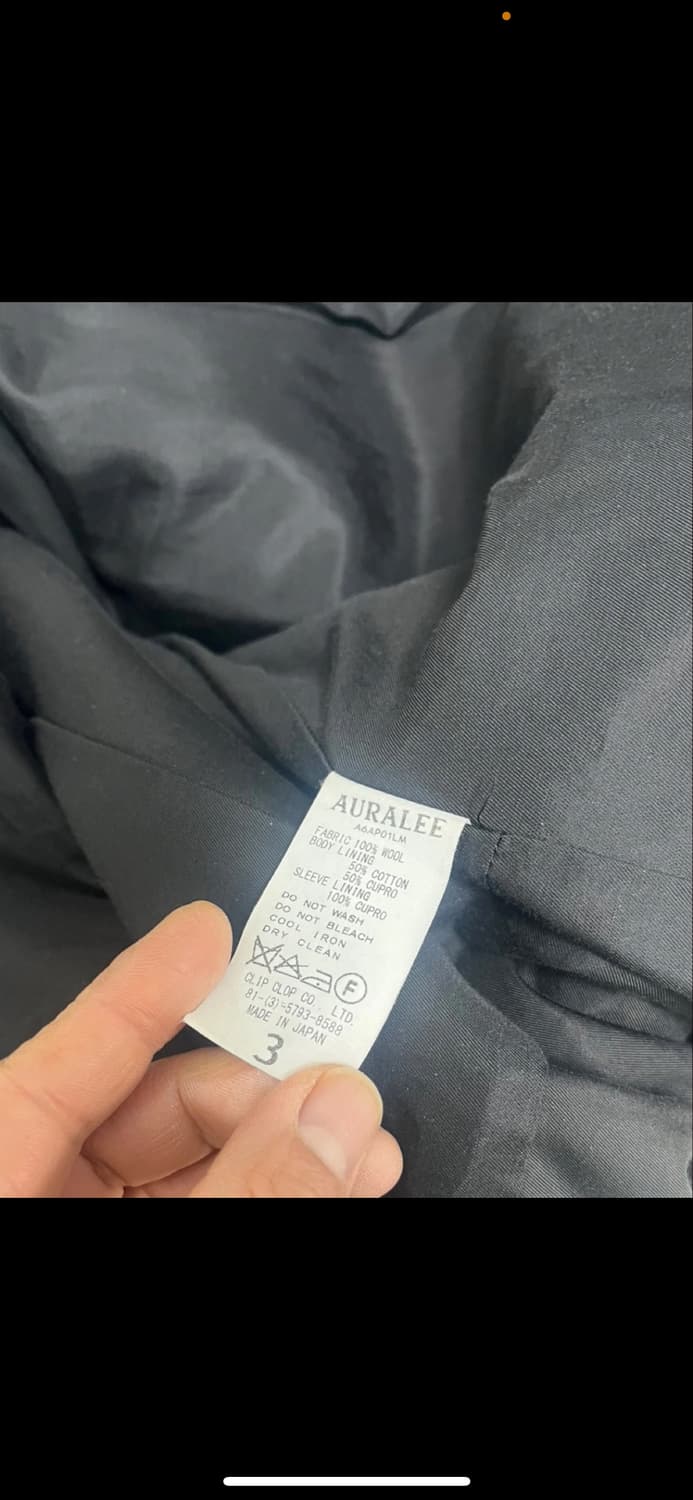 AURALEE
A6AP01LM
FABRIC 100% WOOL
BODY LINING
50% COTTON
50% CUPRO
SLEEVE LINING
100% CUPRO
DO NOT WASH
DO NOT BLEACH
COOL IRON
DRY CLEAN
F
CLIP CLOP CO., LTD.
81-(3)-5793-8588
MADE IN JAPAN
3